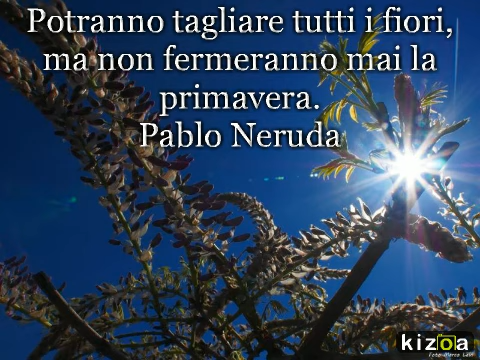 Potranno tagliare tutti i fiori,
ma non fermeranno mai la
primavera.
Pablo Neruda
kizoa